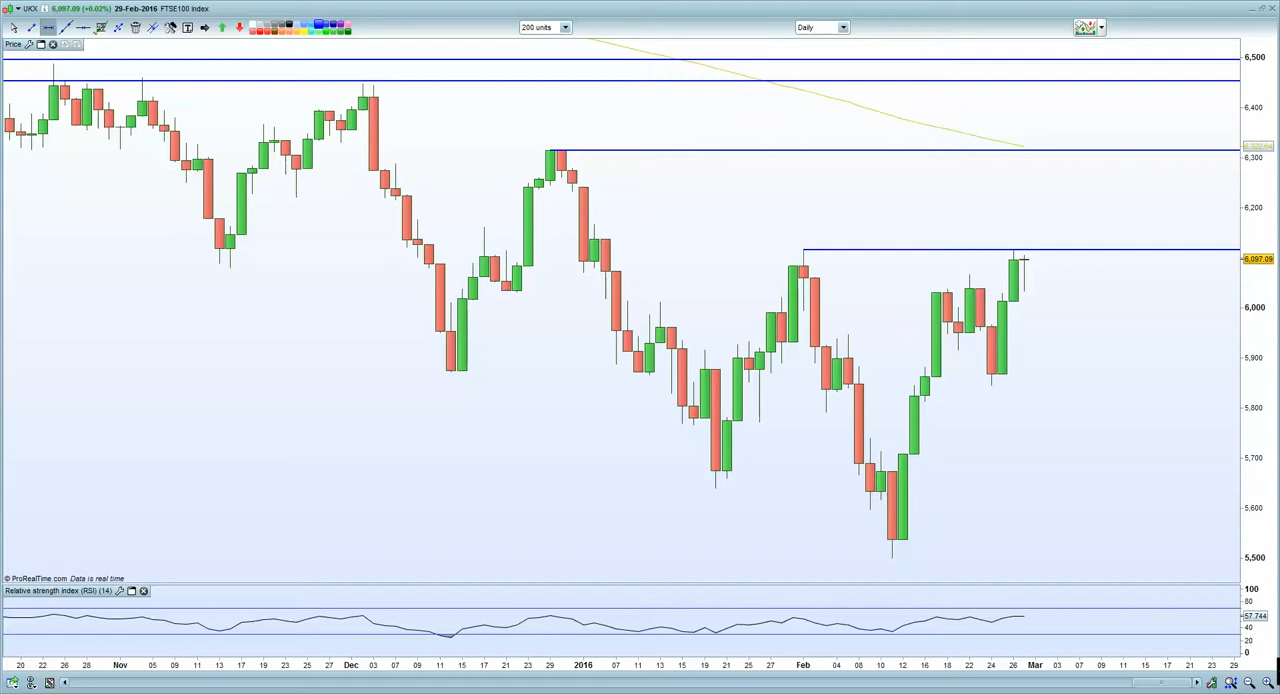 UKX 6,097.09 (+0.02%) 29-Feb-2016 FTSE100 Index
200 units Daily
Price
6,500
6,400
6,300
6,200
6,097.09
6,000
5,900
5,800
5,700
5,600
5,500
© ProRealTime.com Data is real time
Relative strength index (RSI) (14)
100
80
57.744
40
20
0
20 22 26 28 Nov 05 09 11 13 17 19 23 25 27 Dec 03 07 09 11 15 17 21 23 29 2016 07 11 13 15 19 21 25 27 Feb 04 08 10 12 16 18 22 24 26 Mar 03 07 09 11 15 17 21 23 29